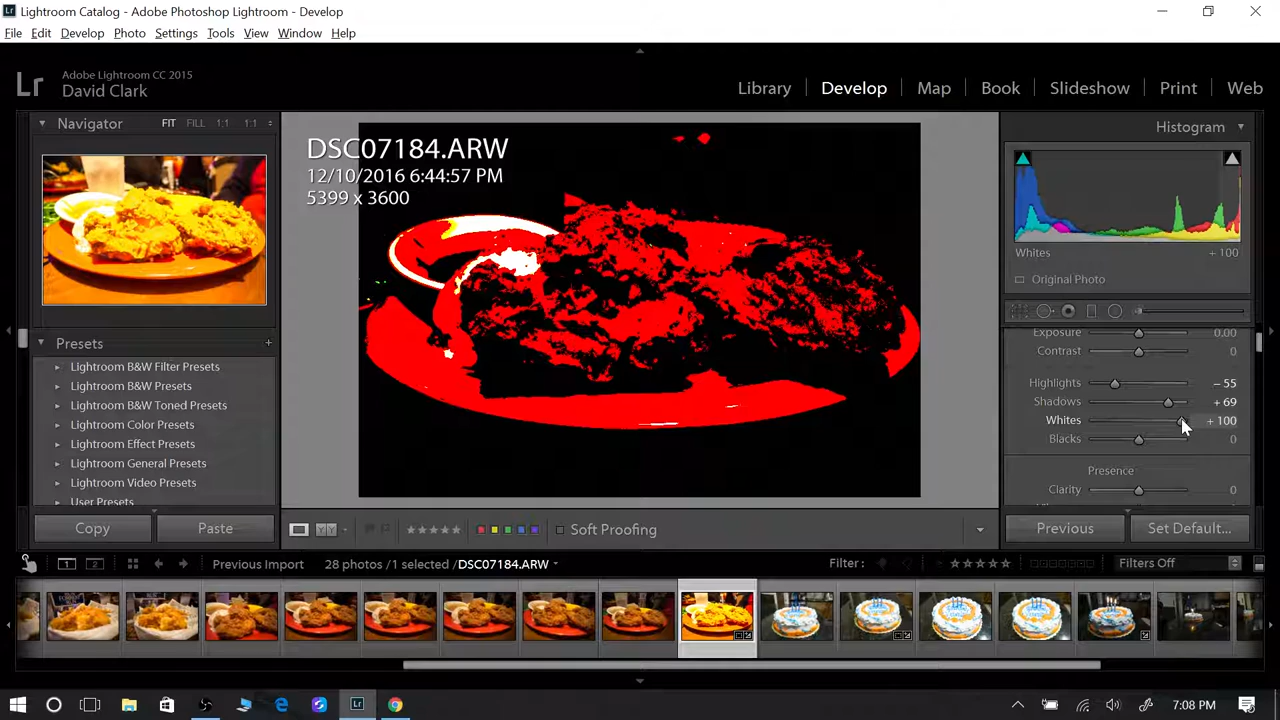 Lightroom Catalog - Adobe Photoshop Lightroom - Develop
File Edit Develop Photo Settings Tools View Window Help
Lr Adobe Lightroom CC 2015
David Clark
Library Develop Map Book Slideshow Print Web
Navigator FIT FILL 1:1 1:1
Presets
Lightroom B&W Filter Presets
Lightroom B&W Presets
Lightroom B&W Toned Presets
Lightroom Color Presets
Lightroom Effect Presets
Lightroom General Presets
Lightroom Video Presets
User Presets
Copy Paste
DSC07184.ARW
12/10/2016 6:44:57 PM
5399 x 3600
Histogram
Whites + 100
Original Photo
Exposure 0.00
Contrast 0
Highlights – 55
Shadows + 69
Whites + 100
Blacks 0
Presence
Clarity 0
Previous Set Default...
Soft Proofing
1 2 Previous Import 28 photos /1 selected /DSC07184.ARW Filter : Filters Off
7:08 PM